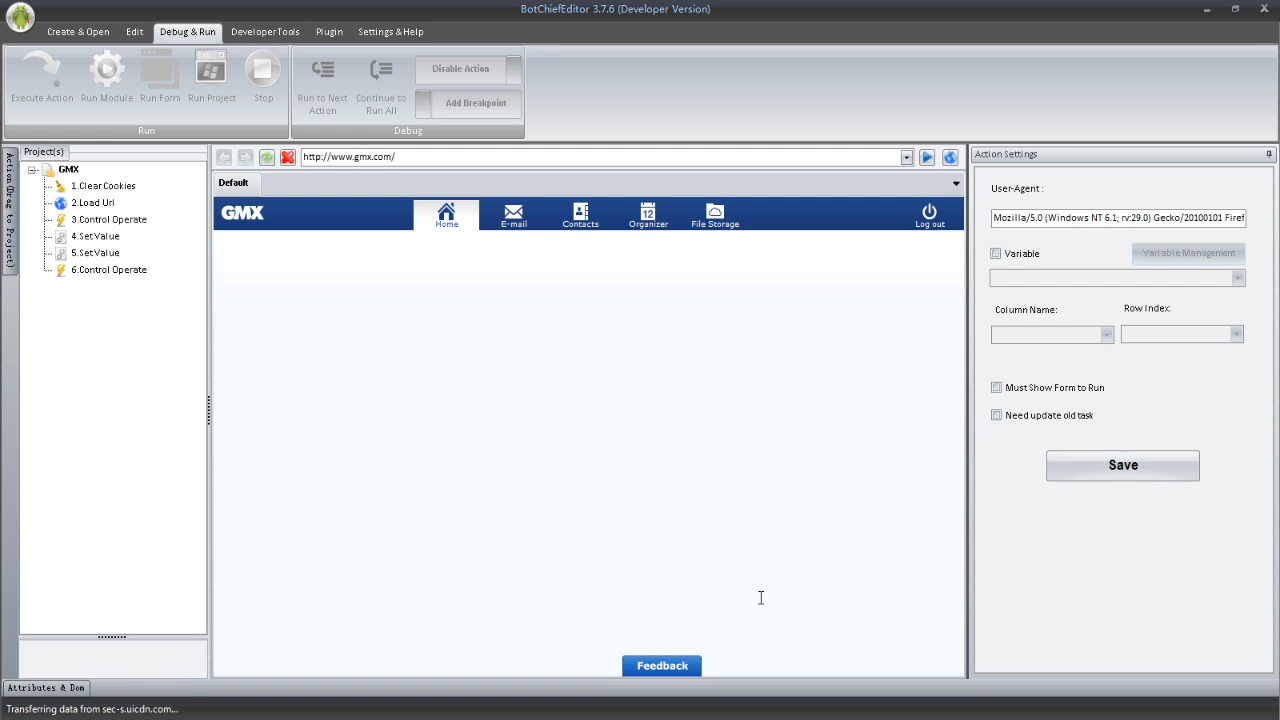 BotChiefEditor 3.7.6 (Developer Version)
Create & Open Edit Debug & Run Developer Tools Plugin Settings & Help
Execute Action Run Module Run Form Run Project Stop
Run
Run to Next Action
Continue to Run All
Disable Action
Add Breakpoint
Debug
Action(Drag to Project)
Project(s)
GMX
1.Clear Cookies
2.Load Url
3.Control Operate
4.Set Value
5.Set Value
6.Control Operate
http://www.gmx.com/
Default
GMX Home E-mail Contacts 12 Organizer File Storage Log out
Feedback
Action Settings
User-Agent :
Mozilla/5.0 (Windows NT 6.1; rv:29.0) Gecko/20100101 Firef
Variable Variable Management
Column Name: Row Index:
Must Show Form to Run
Need update old task
Save
Attributes & Dom
Transferring data from sec-s.uicdn.com...